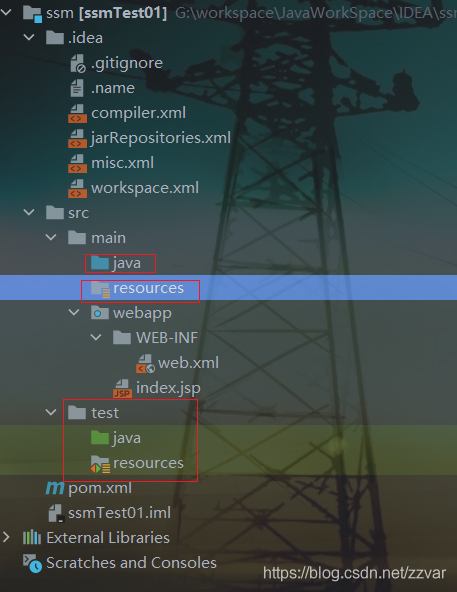 ssm [ssmTest01] G:\workspace\JavaWorkSpace\IDEA\ssm
.idea
.gitignore
.name
compiler.xml
jarRepositories.xml
misc.xml
workspace.xml
src
main
java
resources
webapp
WEB-INF
web.xml
JSP index.jsp
test
java
resources
m pom.xml
ssmTest01.iml
External Libraries
Scratches and Consoles
https://blog.csdn.net/zzvar